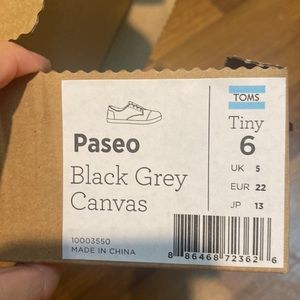 TOMS
Paseo
Black Grey
Canvas
10003550
MADE IN CHINA
Tiny
6
UK 5
EUR 22
JP 13
8 86468 72362 6